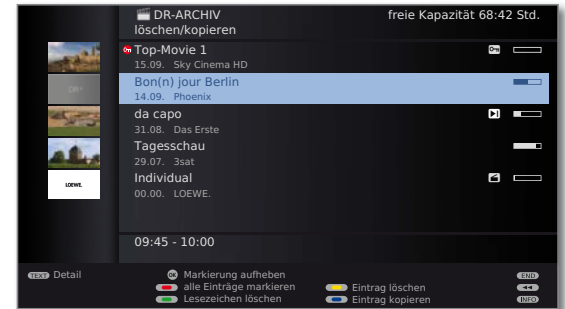 DR-ARCHIV freie Kapazität 68:42 Std.
löschen/kopieren
Top-Movie 1
15.09. Sky Cinema HD
Bon(n) jour Berlin
14.09. Phoenix
da capo
31.08. Das Erste
Tagesschau
29.07. 3sat
Individual
00.00. LOEWE.
DR+
LOEWE.
09:45 - 10:00
TEXT Detail
OK Markierung aufheben
END
alle Einträge markieren
Eintrag löschen
Lesezeichen löschen
Eintrag kopieren
INFO